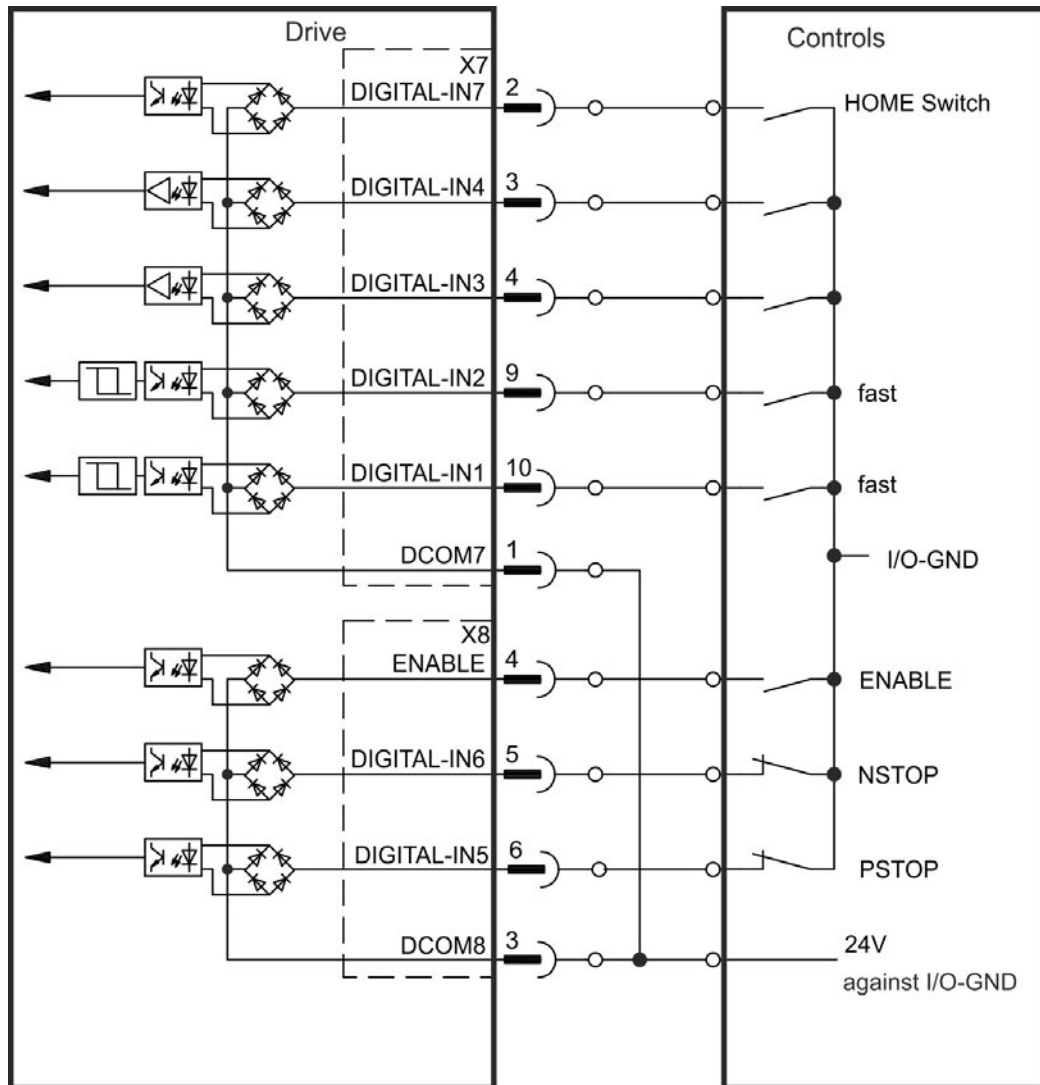 Drive
Controls
X7
DIGITAL-IN7 2 HOME Switch
DIGITAL-IN4 3
DIGITAL-IN3 4
DIGITAL-IN2 9 fast
DIGITAL-IN1 10 fast
DCOM7 1
I/O-GND
X8
ENABLE 4 ENABLE
DIGITAL-IN6 5 NSTOP
DIGITAL-IN5 6 PSTOP
DCOM8 3 24V
against I/O-GND